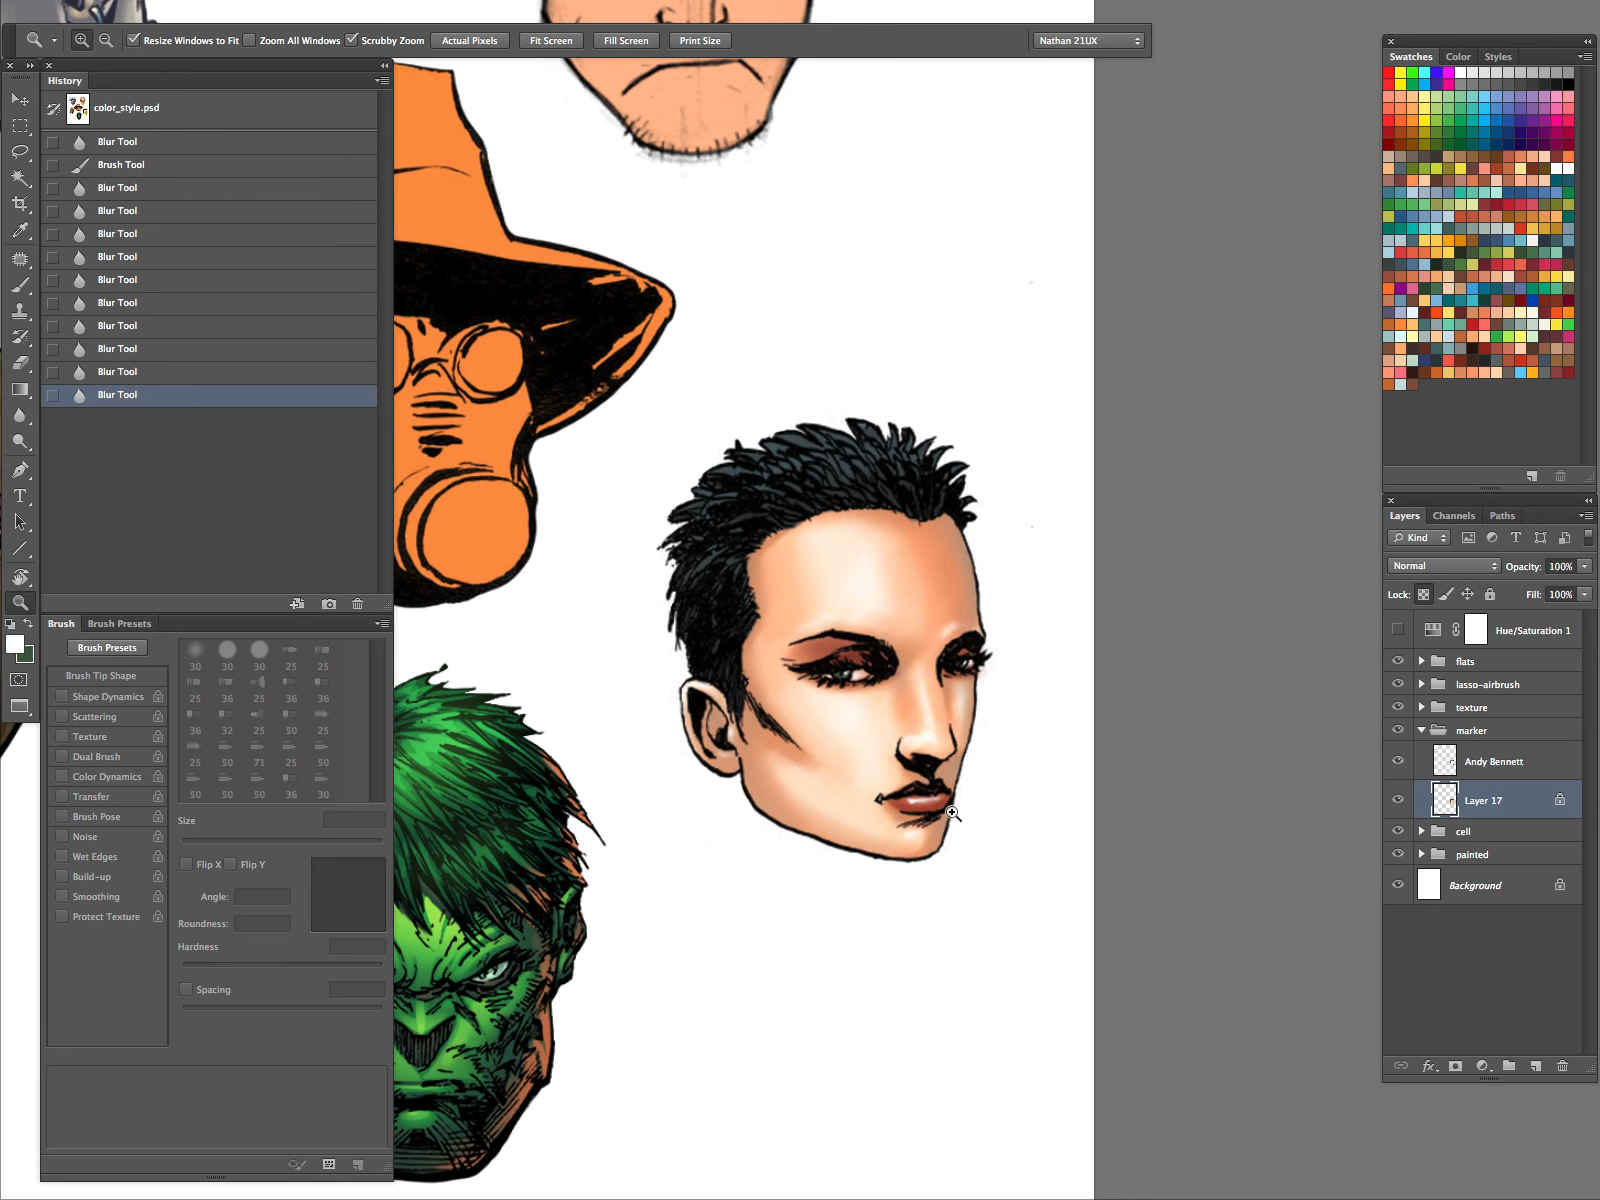 Resize Windows to Fit Zoom All Windows Scrubby Zoom Actual Pixels Fit Screen Fill Screen Print Size Nathan 21UX
History
color_style.psd
Blur Tool
Brush Tool
Blur Tool
Blur Tool
Blur Tool
Blur Tool
Blur Tool
Blur Tool
Blur Tool
Blur Tool
Blur Tool
Blur Tool
Brush Brush Presets
Brush Presets
Brush Tip Shape
Shape Dynamics
Scattering
Texture
Dual Brush
Color Dynamics
Transfer
Brush Pose
Noise
Wet Edges
Build-up
Smoothing
Protect Texture
30 30 30 25 25
25 36 25 36 36
36 32 25 50 25
25 50 71 25 50
50 50 50 36 30
Size
Flip X Flip Y
Angle:
Roundness:
Hardness
Spacing
Swatches Color Styles
Layers Channels Paths
Kind
Normal Opacity: 100%
Lock: Fill: 100%
Hue/Saturation 1
flats
lasso-airbrush
texture
marker
Andy Bennett
Layer 17
cell
painted
Background